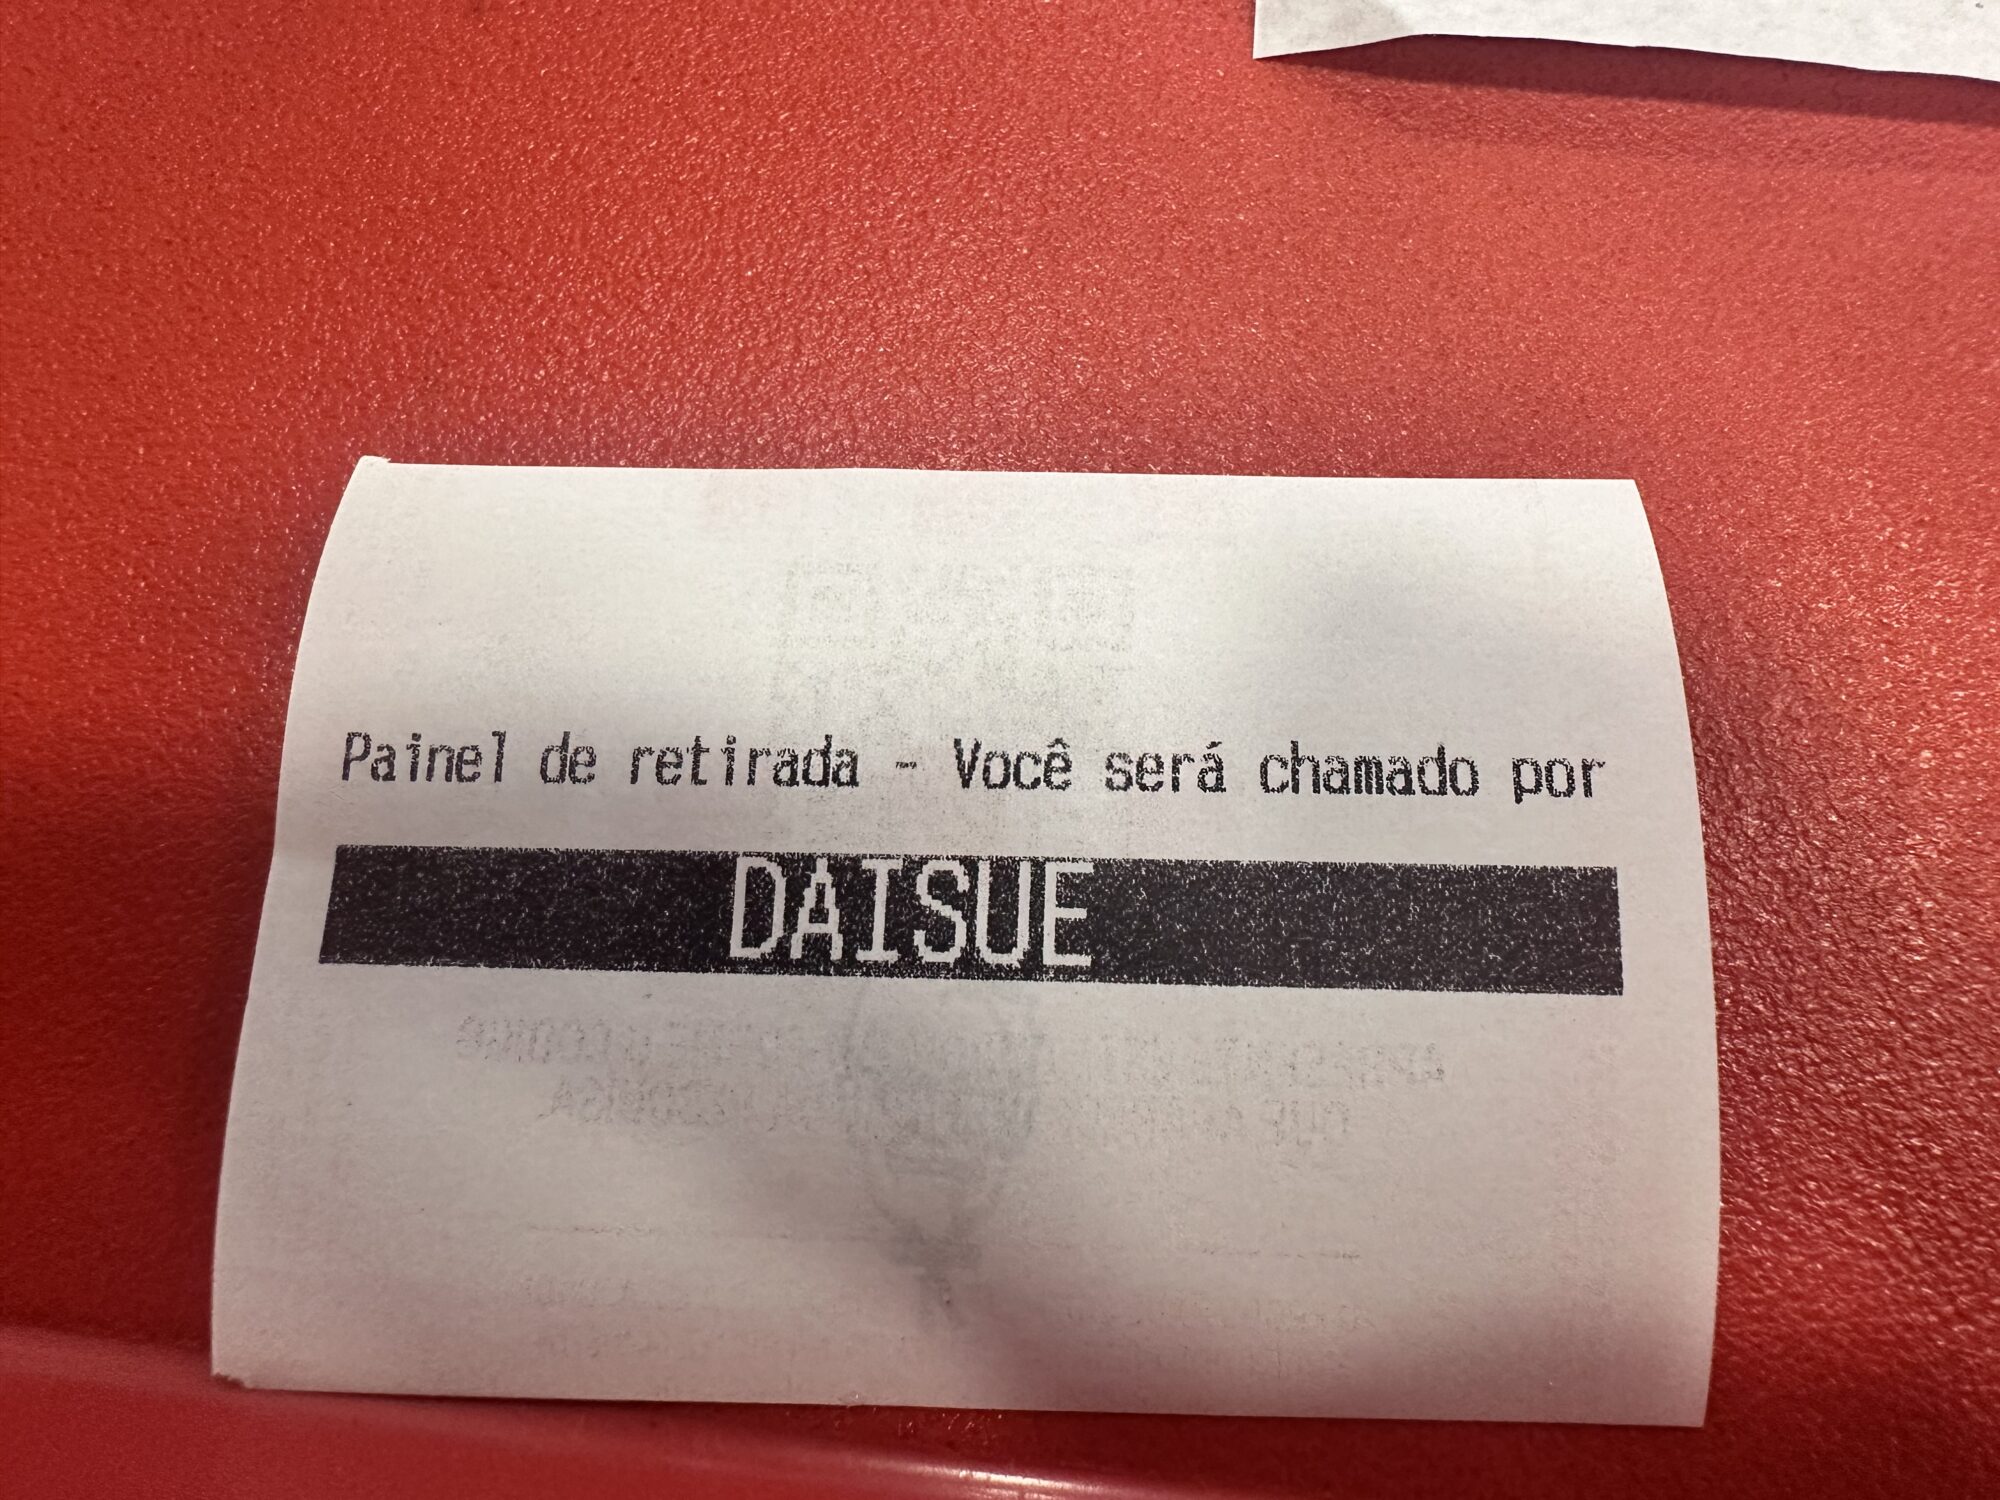 Painel de retirada - Você será chamado por
DAISUE